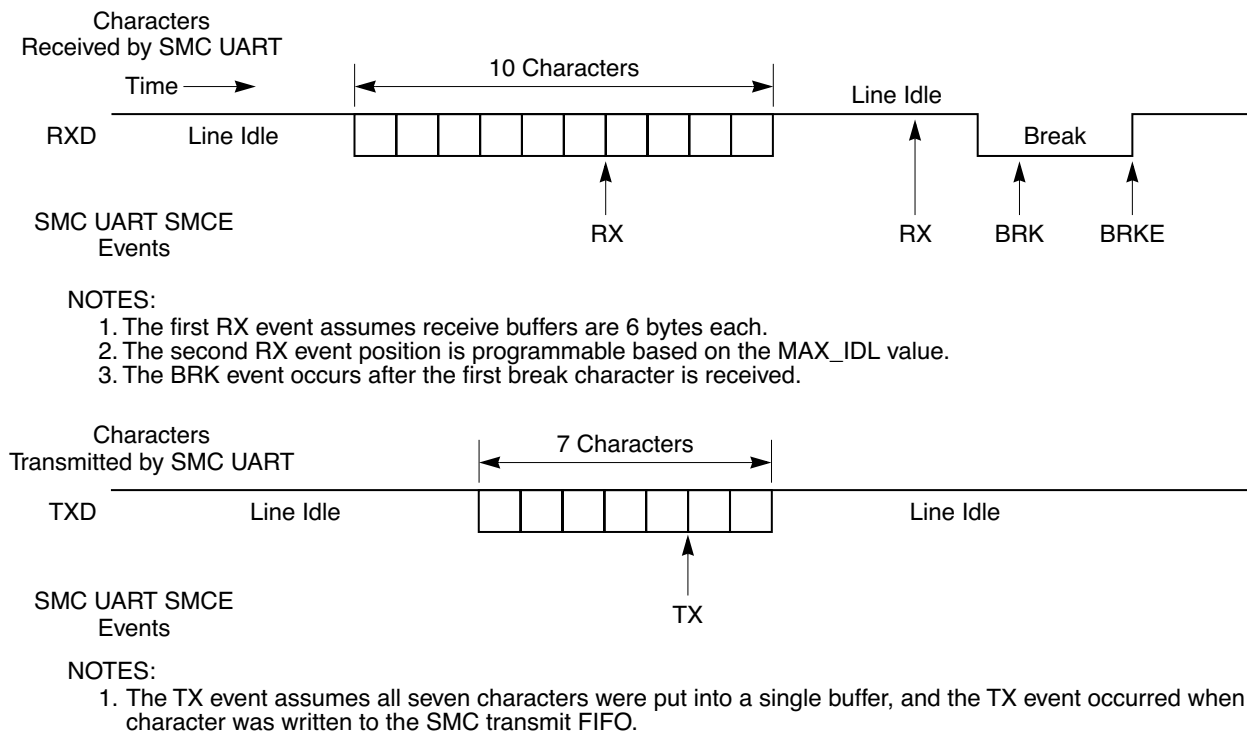 Characters
Received by SMC UART
10 Characters
Time
Line Idle
RXD
Line Idle
Break
SMC UART SMCE
Events
RX
RX
BRK
BRKE
NOTES:
1. The first RX event assumes receive buffers are 6 bytes each.
2. The second RX event position is programmable based on the MAX_IDL value.
3. The BRK event occurs after the first break character is received.
Characters
Transmitted by SMC UART
7 Characters
TXD
Line Idle
Line Idle
SMC UART SMCE
Events
TX
NOTES:
1. The TX event assumes all seven characters were put into a single buffer, and the TX event occurred when
character was written to the SMC transmit FIFO.